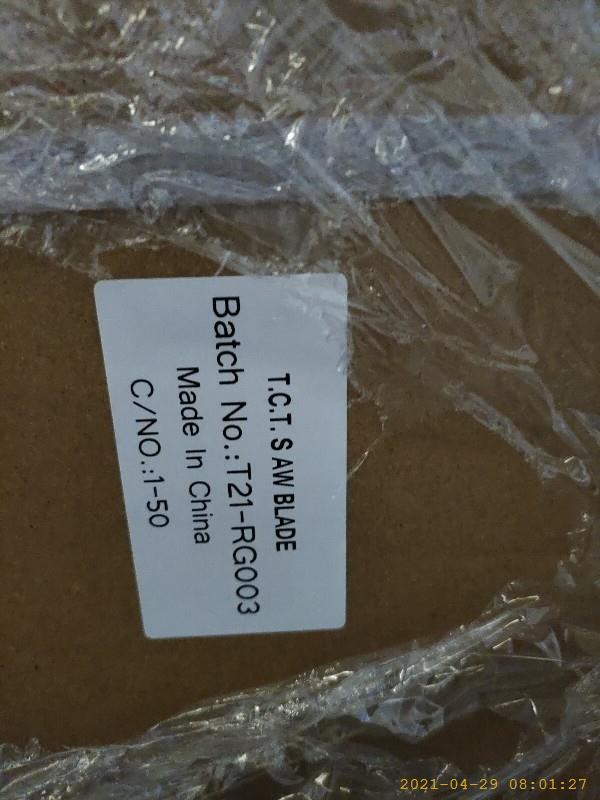 T.C.T. S AW BLADE
Batch No.:T21-RG003
Made In China
C/NO.:1-50
2021-04-29 08:01:27